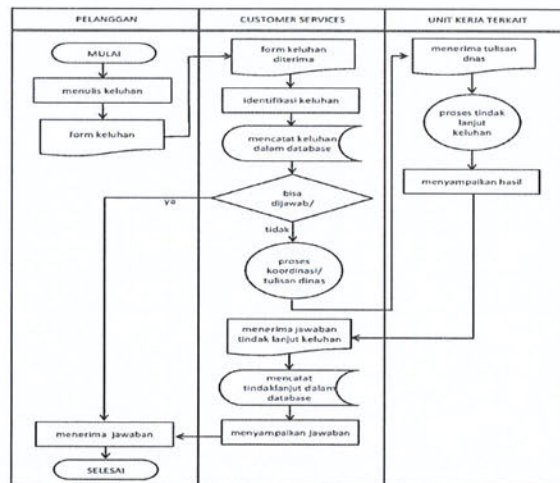 PELANGGAN
CUSTOMER SERVICES
UNIT KERJA TERKAIT
MULAI
menulis keluhan
form keluhan
form keluhan
diterima
identifikasi keluhan
mencatat keluhan
dalam database
bisa
dijawab/
ya
tidak
proses
koordinasi/
tulisan dinas
menerima tulisan
dnas
proses tindak
lanjut
keluhan
menyampaikan hasil
menerima jawaban
tindak lanjut keluhan
mencatat
tindaklanjut dalam
database
menyampaikan jawaban
menerima jawaban
SELESAI